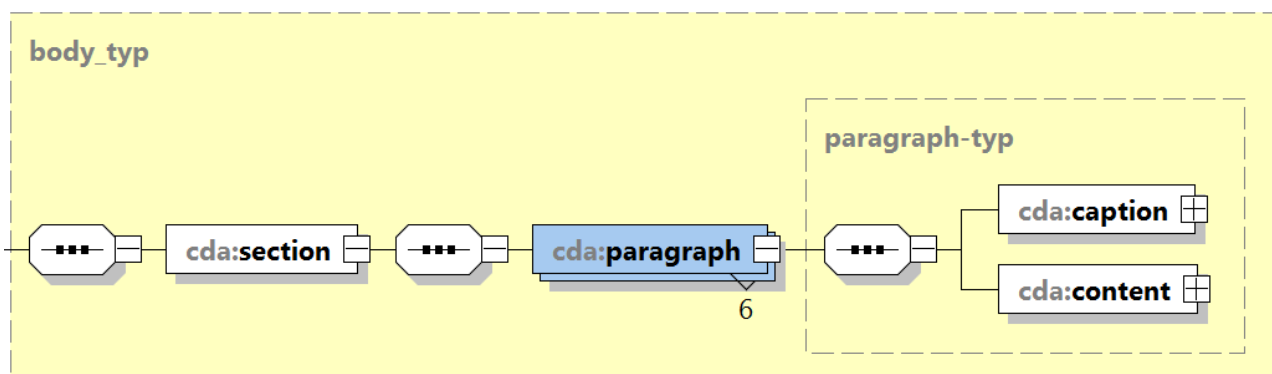 body_typ
paragraph-typ
cda:caption
cda:section
cda:paragraph
cda:content
6